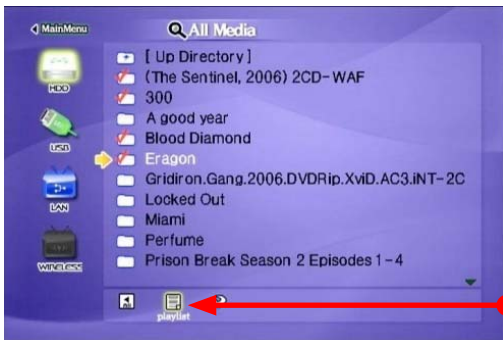 MainMenu
All Media
HDD
USB
LAN
WIRELESS
[ Up Directory ]
(The Sentinel, 2006) 2CD-WAF
300
A good year
Blood Diamond
Eragon
Gridiron.Gang.2006.DVDRip.XviD.AC3.iNT-2C
Locked Out
Miami
Perfume
Prison Break Season 2 Episodes 1-4
playlist